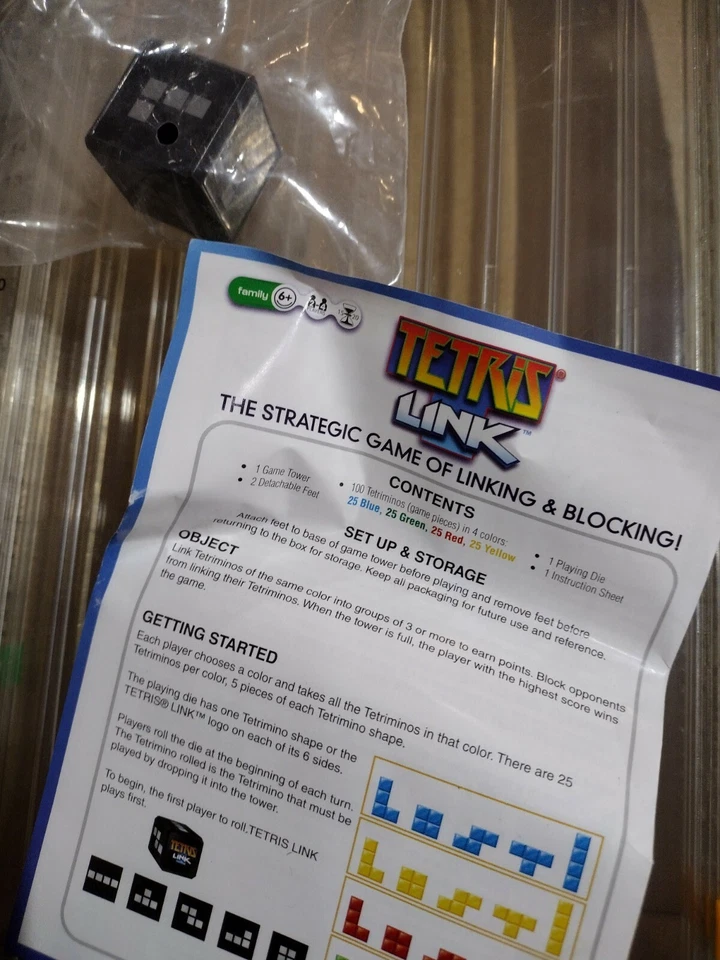 family 6+
TETRIS®
LINK™
THE STRATEGIC GAME OF LINKING & BLOCKING!
CONTENTS
• 1 Game Tower
• 2 Detachable Feet
• 100 Tetriminos (game pieces) in 4 colors:
25 Blue, 25 Green, 25 Red, 25 Yellow
• 1 Playing Die
• 1 Instruction Sheet
SET UP & STORAGE
Attach feet to base of game tower before playing and remove feet before
returning to the box for storage. Keep all packaging for future use and reference.
OBJECT
Link Tetriminos of the same color into groups of 3 or more to earn points. Block opponents
from linking their Tetriminos. When the tower is full, the player with the highest score wins
the game.
GETTING STARTED
Each player chooses a color and takes all the Tetriminos in that color. There are 25
Tetriminos per color, 5 pieces of each Tetrimino shape.
The playing die has one Tetrimino shape or the
TETRIS® LINK™ logo on each of its 6 sides.
Players roll the die at the beginning of each turn.
The Tetrimino rolled is the Tetrimino that must be
played by dropping it into the tower.
To begin, the first player to roll TETRIS LINK
plays first.
TETRIS
LINK